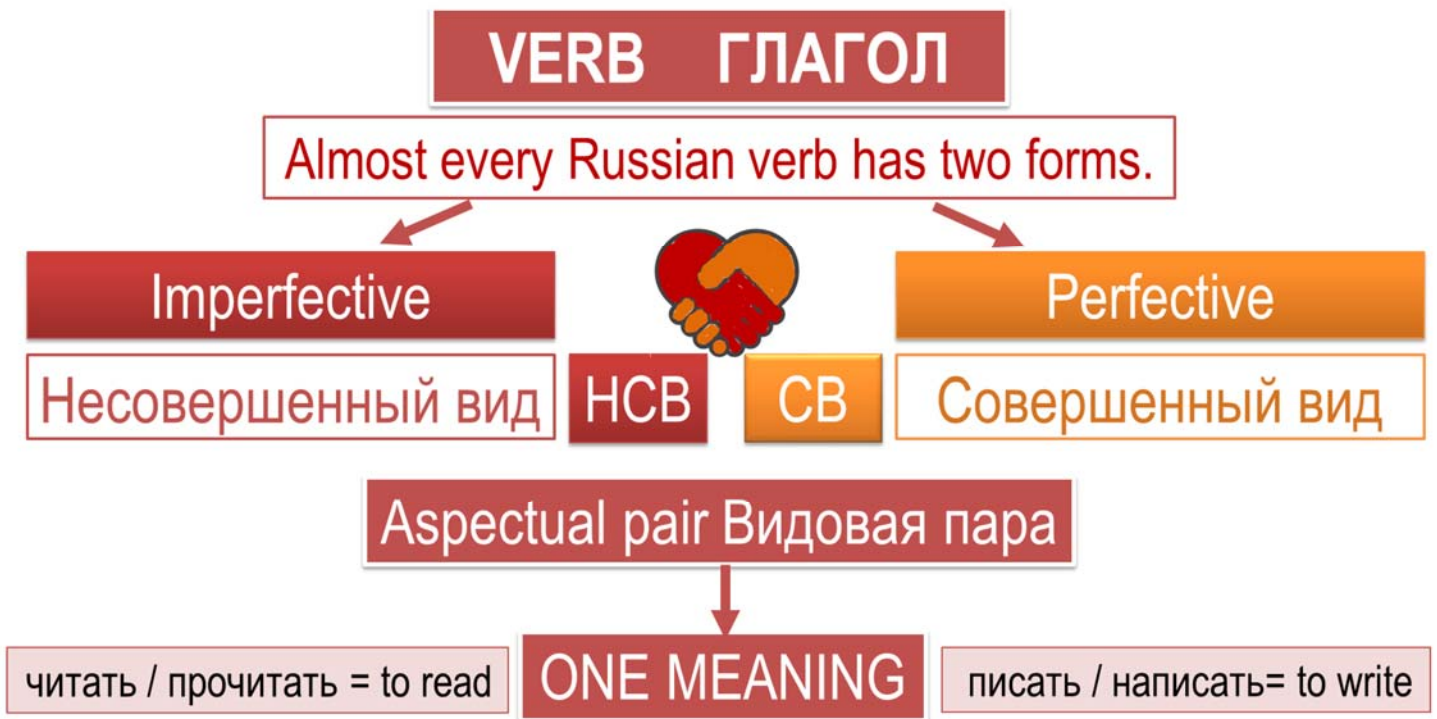 VERB ГЛАГОЛ
Almost every Russian verb has two forms.
Imperfective
Perfective
Несовершенный вид
НСВ
СВ
Совершенный вид
Aspectual pair Видовая пара
читать / прочитать = to read
ONE MEANING
писать / написать= to write